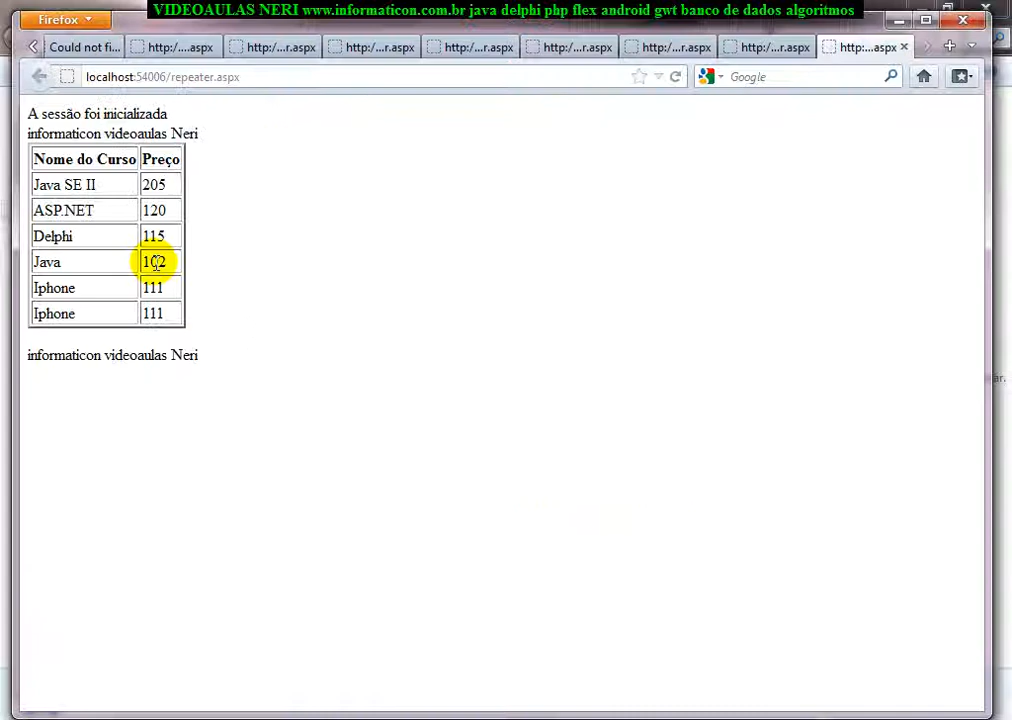 VIDEOAULAS NERI www.informaticon.com.br java delphi php flex android gwt banco de dados algoritmos
Firefox
Could not fi... http:/....aspx http:/...r.aspx http:/...r.aspx http:/...r.aspx http:/...r.aspx http:/...r.aspx http:/...r.aspx http:...aspx
localhost:54006/repeater.aspx Google
A sessão foi inicializada
informaticon videoaulas Neri
Nome do Curso Preço
Java SE II 205
ASP.NET 120
Delphi 115
Java 102
Iphone 111
Iphone 111
informaticon videoaulas Neri
ar.